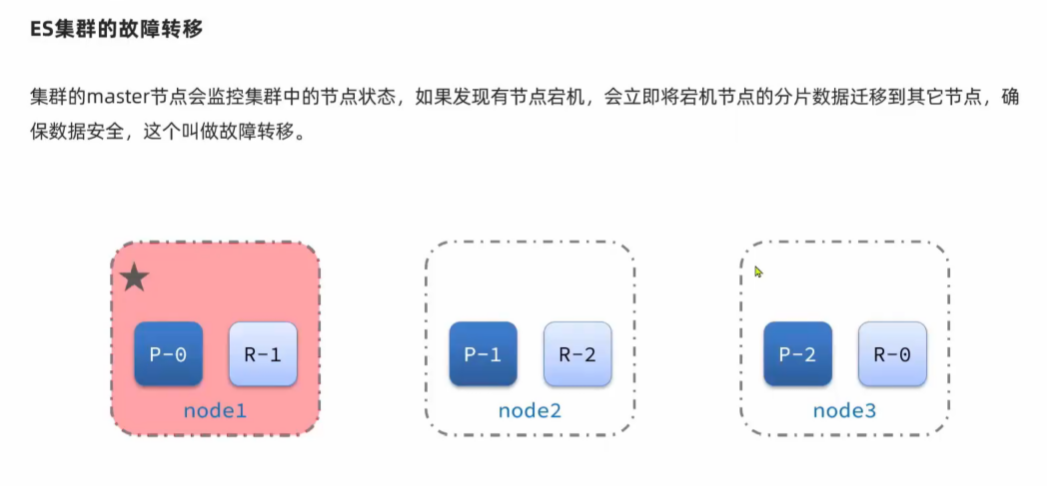 ES集群的故障转移
集群的master节点会监控集群中的节点状态，如果发现有节点宕机，会立即将宕机节点的分片数据迁移到其它节点，确
保数据安全，这个叫做故障转移。
P-0 R-1 P-1 R-2 P-2 R-0
node1 node2 node3